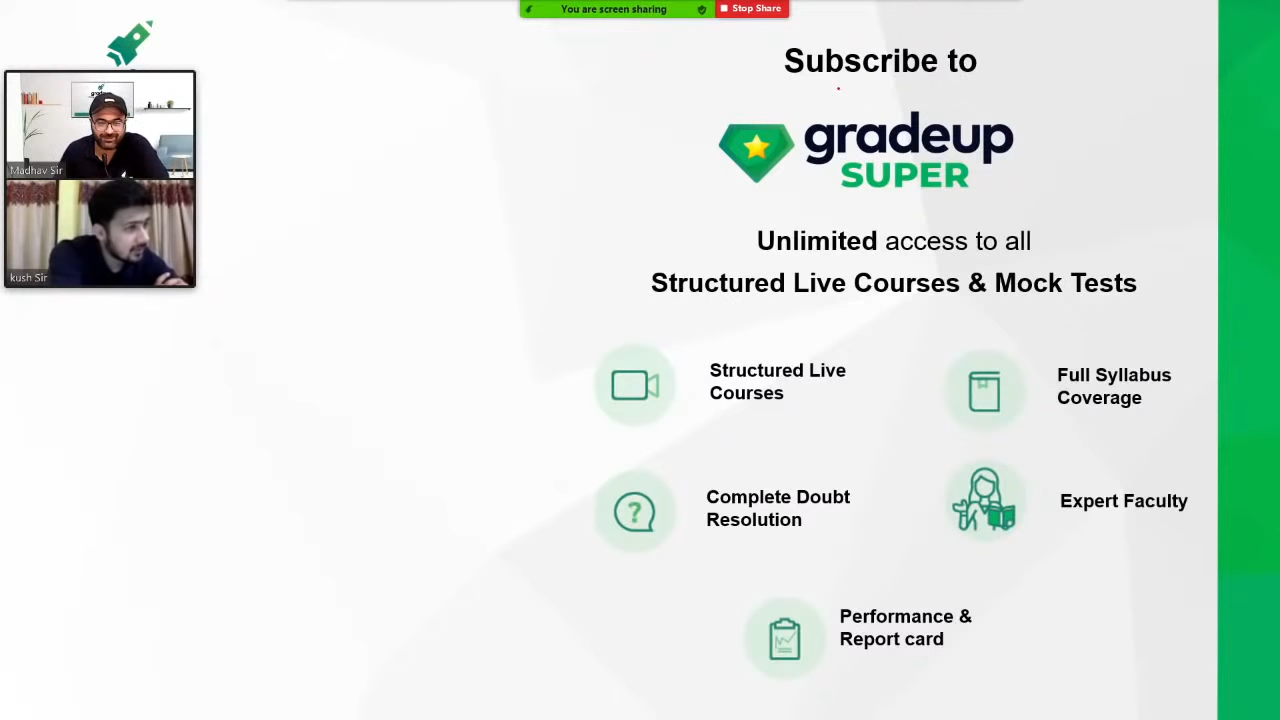 You are screen sharing
Stop Share
Madhav Sir
kush Sir
Subscribe to
gradeup
SUPER
Unlimited access to all
Structured Live Courses & Mock Tests
Structured Live
Courses
Full Syllabus
Coverage
Complete Doubt
Resolution
Expert Faculty
Performance &
Report card